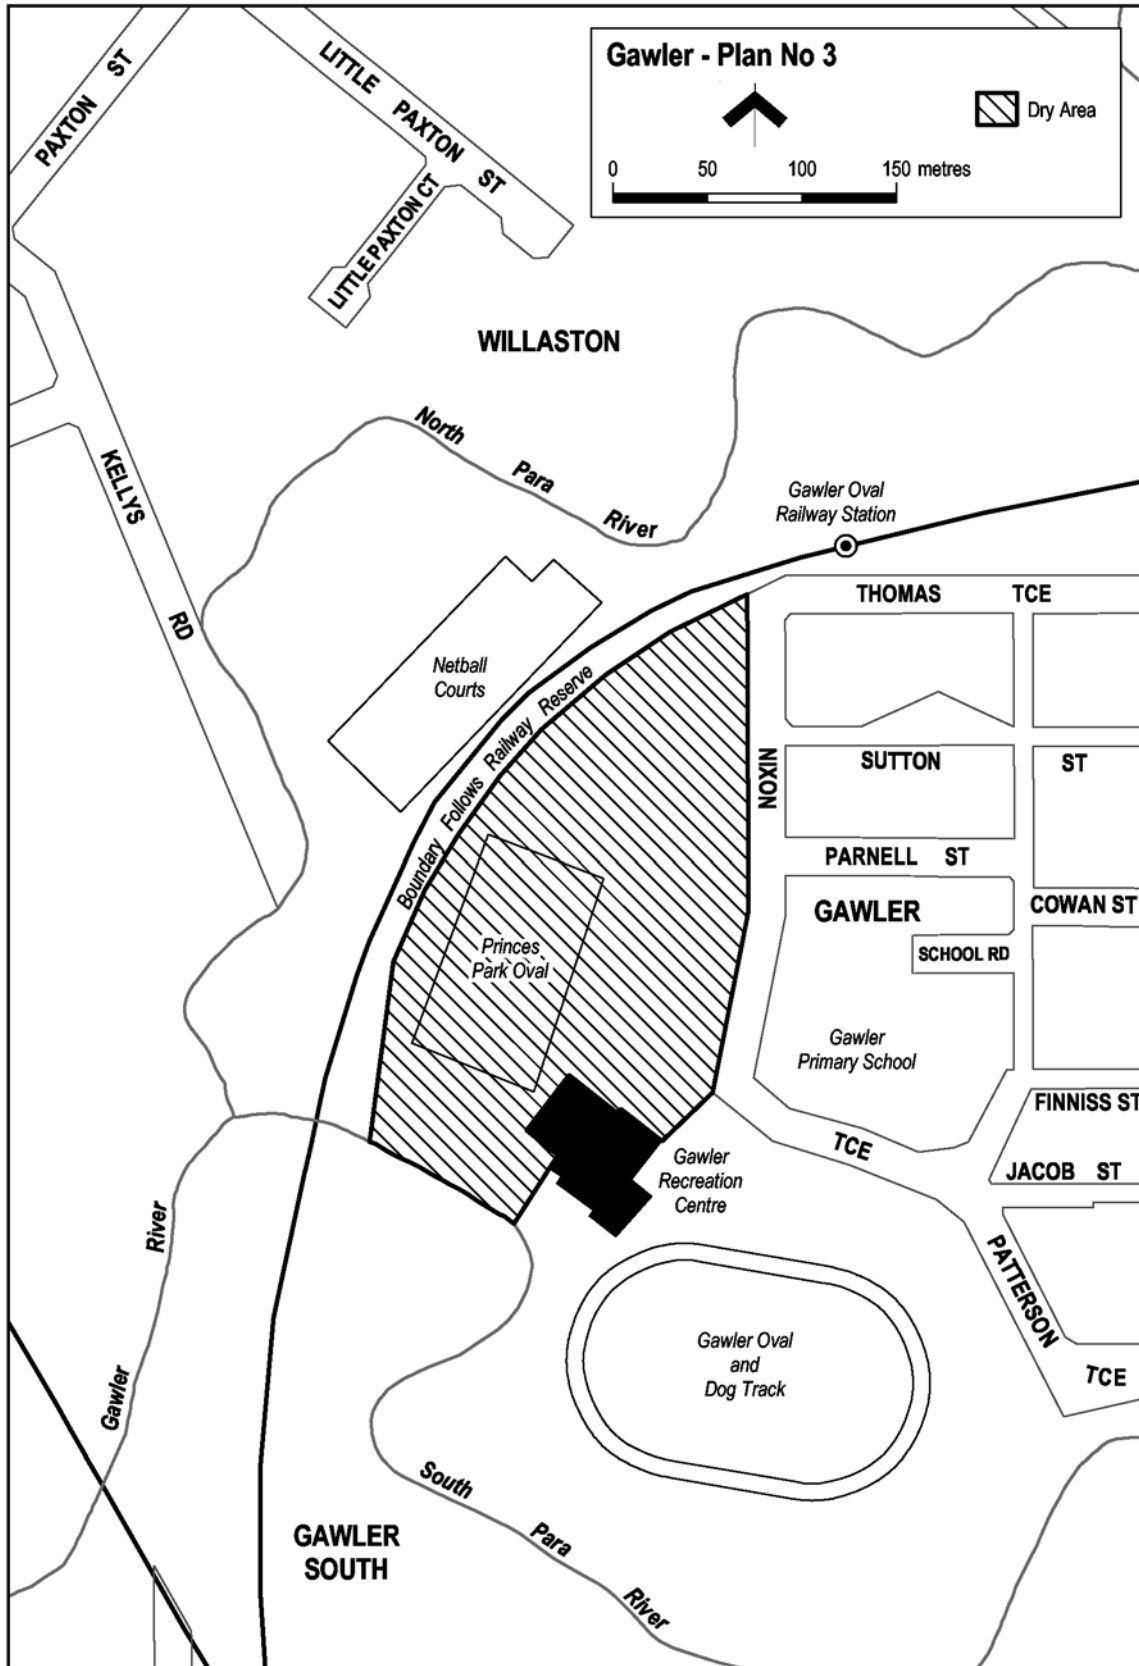 Gawler - Plan No 3
Dry Area
0 50 100 150 metres
PAXTON ST
LITTLE PAXTON ST
LITTLE PAXTON CT
WILLASTON
North Para River
KELLYS RD
Gawler Oval
Railway Station
THOMAS TCE
Netball
Courts
Boundary Follows Railway Reserve
NIXON
SUTTON ST
PARNELL ST
GAWLER
COWAN ST
SCHOOL RD
Princes
Park Oval
Gawler
Primary School
FINNISS ST
TCE
JACOB ST
Gawler
Recreation
Centre
Gawler River
PATTERSON
TCE
Gawler Oval
and
Dog Track
South Para River
GAWLER
SOUTH